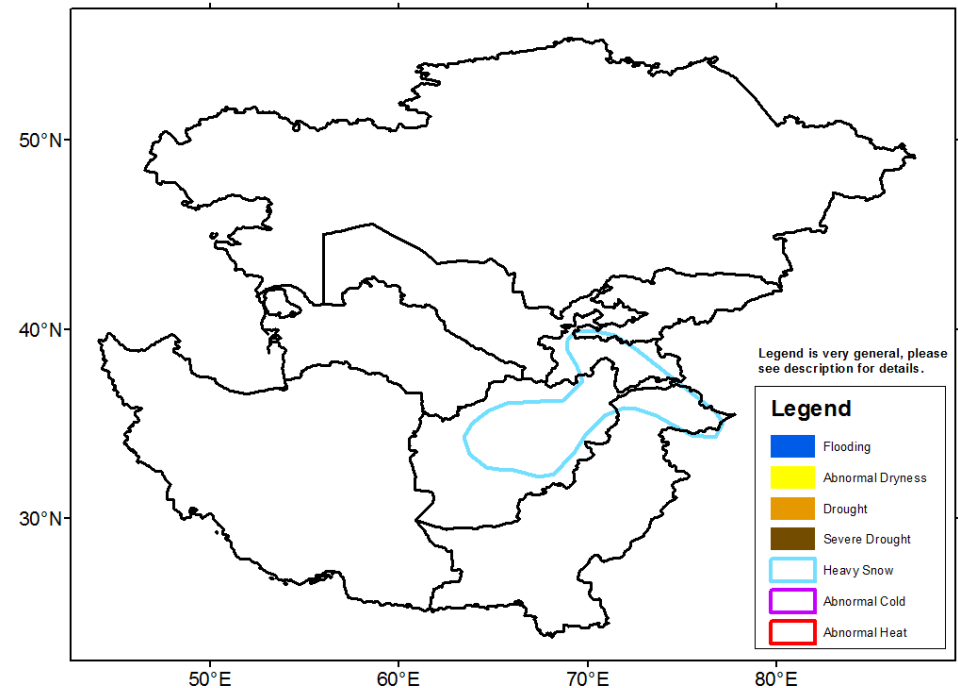 50°N
40°N
30°N
Legend is very general, please
see description for details.
Legend
Flooding
Abnormal Dryness
Drought
Severe Drought
Heavy Snow
Abnormal Cold
Abnormal Heat
50°E
60°E
70°E
80°E